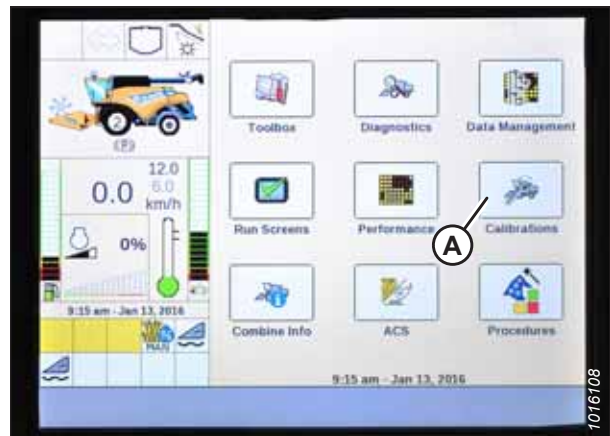 2
(P)
12.0
6.0
0.0 km/h
0%
9:15 am - Jan 13, 2016
MAN
Toolbox
Diagnostics
Data Management
Run Screens
Performance
Calibrations
A
Combine Info
ACS
Procedures
9:15 am - Jan 13, 2016
1016108